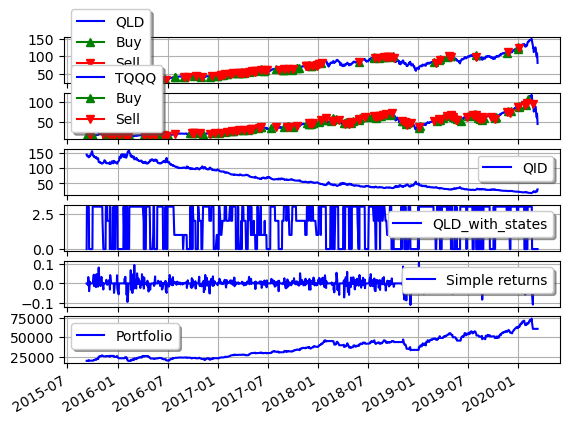 QLD
Buy
Sell
150
100
50
TQQQ
Buy
Sell
100
50
QID
150
100
50
QLD_with_states
2.5
0.0
Simple returns
0.1
0.0
−0.1
Portfolio
75000
50000
25000
2015-07
2016-01
2016-07
2017-01
2017-07
2018-01
2018-07
2019-01
2019-07
2020-01